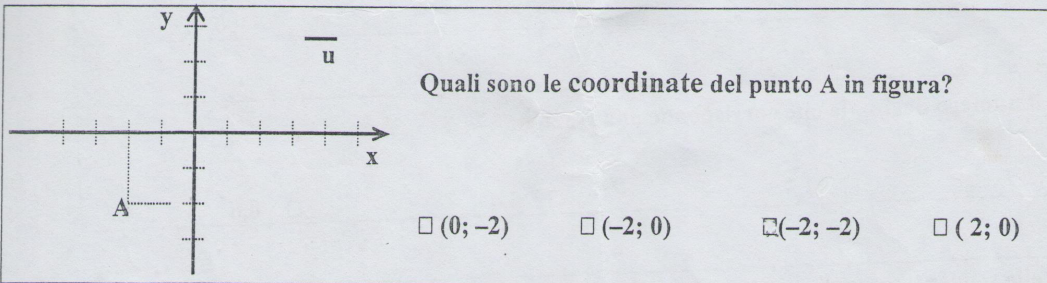 y
u
Quali sono le coordinate del punto A in figura?
x
A
□ (0; –2) □ (–2; 0) □ (–2; –2) □ ( 2; 0)